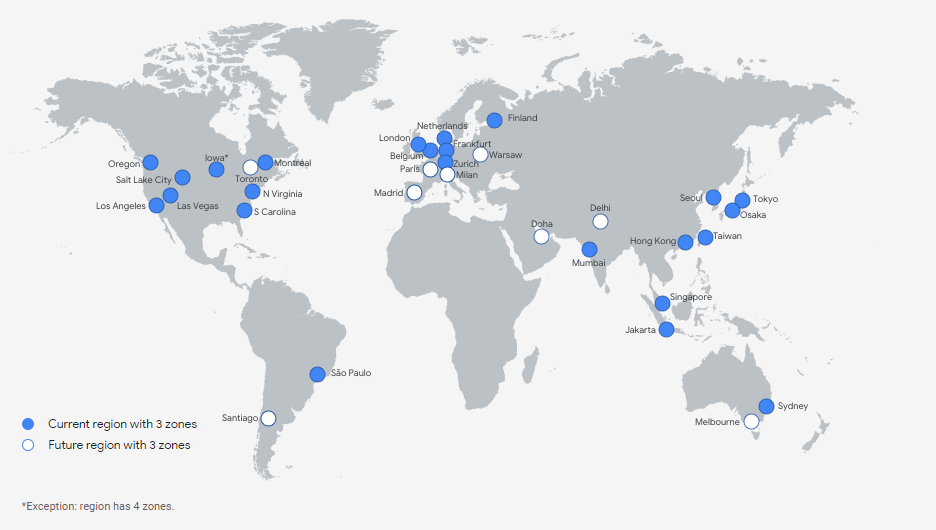 Finland
Netherlands
London
Frankfurt
Belgium
Warsaw
Zurich
Paris
Milan
Madrid
Oregon
Iowa*
Montréal
Salt Lake City
Toronto
N Virginia
Los Angeles
Las Vegas
S Carolina
Seoul
Tokyo
Osaka
Delhi
Doha
Hong Kong
Taiwan
Mumbai
Singapore
Jakarta
São Paulo
Santiago
Sydney
Melbourne
Current region with 3 zones
Future region with 3 zones
*Exception: region has 4 zones.